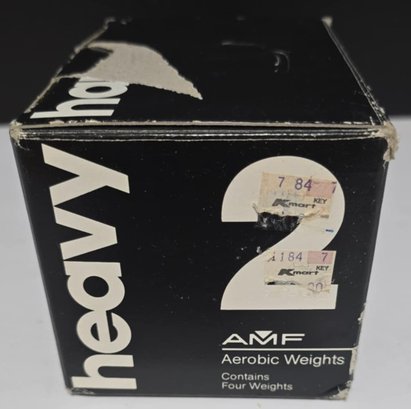 heavy
ha
2
7 84 7
KEY
Kmart
1184 7
KEY
Kmart
AMF
Aerobic Weights
Contains
Four Weights